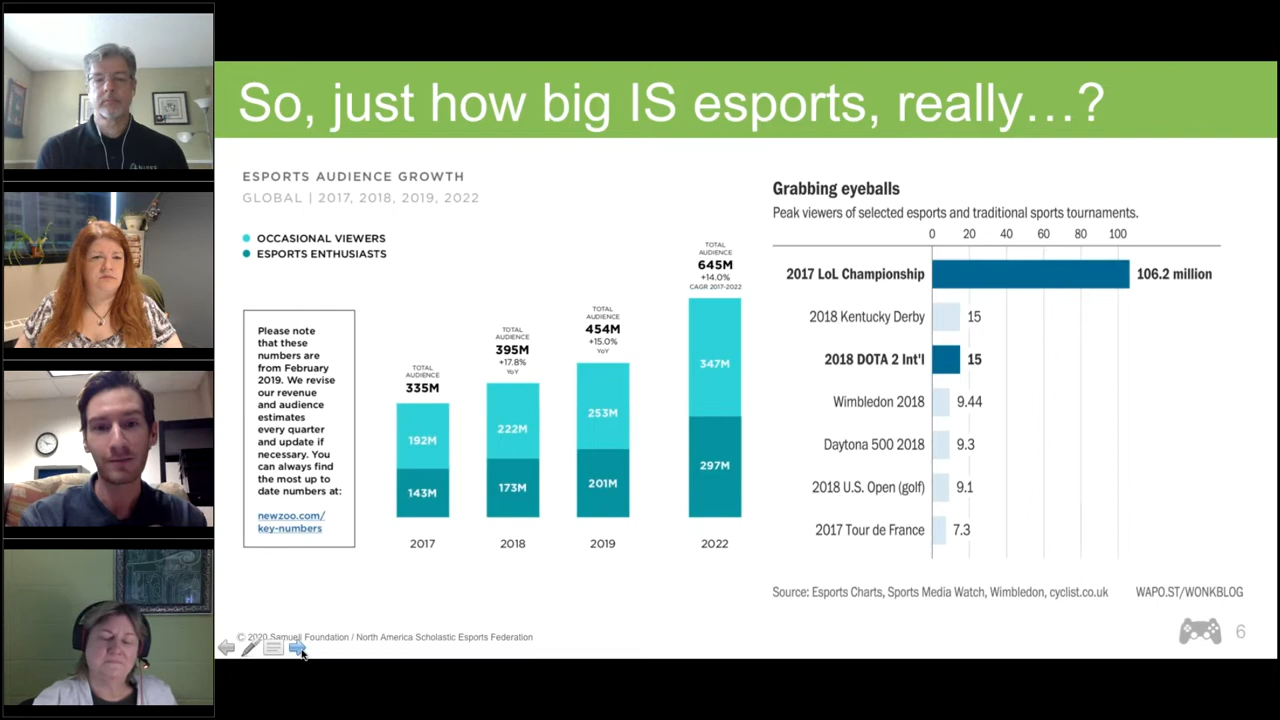 So, just how big IS esports, really...?
ESPORTS AUDIENCE GROWTH
GLOBAL | 2017, 2018, 2019, 2022
OCCASIONAL VIEWERS
ESPORTS ENTHUSIASTS
Please note
that these
numbers are
from February
2019. We revise
our revenue
and audience
estimates
every quarter
and update if
necessary. You
can always find
the most up to
date numbers at:
newzoo.com/
key-numbers
TOTAL
AUDIENCE
335M
192M
143M
2017
TOTAL
AUDIENCE
395M
+17.8%
YoY
222M
173M
2018
TOTAL
AUDIENCE
454M
+15.0%
YoY
253M
201M
2019
TOTAL
AUDIENCE
645M
+14.0%
CAGR 2017-2022
347M
297M
2022
Grabbing eyeballs
Peak viewers of selected esports and traditional sports tournaments.
0 20 40 60 80 100
2017 LoL Championship 106.2 million
2018 Kentucky Derby 15
2018 DOTA 2 Int'l 15
Wimbledon 2018 9.44
Daytona 500 2018 9.3
2018 U.S. Open (golf) 9.1
2017 Tour de France 7.3
Source: Esports Charts, Sports Media Watch, Wimbledon, cyclist.co.uk WAPO.ST/WONKBLOG
© 2020 Samueli Foundation / North America Scholastic Esports Federation
6